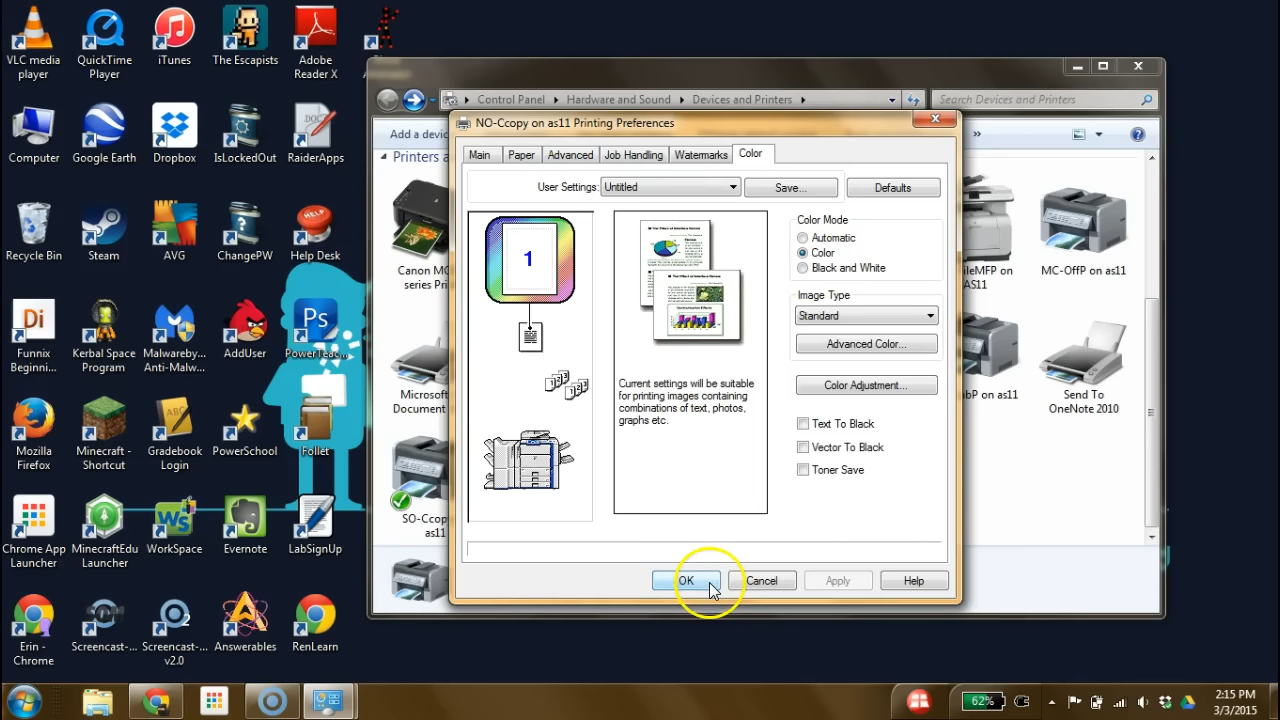 VLC media
player
QuickTime
Player
iTunes
The Escapists
Adobe
Reader X
Computer
Google Earth
Dropbox
IsLockedOut
RaiderApps
Recycle Bin
Steam
AVG
ChangePW
Help Desk
Funnix
Beginni...
Kerbal Space
Program
Malwareby...
Anti-Malw...
AddUser
Ps
PowerTeac...
Di
Mozilla
Firefox
Minecraft -
Shortcut
Gradebook
Login
PowerSchool
Follet
Chrome App
Launcher
MinecraftEdu
Launcher
WorkSpace
Evernote
LabSignUp
Erin -
Chrome
Screencast-...
Screencast-...
v2.0
Answerables
RenLearn
Control Panel
Hardware and Sound
Devices and Printers
Search Devices and Printers
Add a devic
Printers a
Canon MG
series Pri
Microsof
Document
SO-Ccop
as11
ileMFP on
AS11
MC-OffP on as11
bP on as11
Send To
OneNote 2010
NO-Ccopy on as11 Printing Preferences
Main
Paper
Advanced
Job Handling
Watermarks
Color
User Settings:
Untitled
Save...
Defaults
1
Current settings will be suitable
for printing images containing
combinations of text, photos,
graphs etc.
Color Mode
Automatic
Color
Black and White
Image Type
Standard
Advanced Color...
Color Adjustment...
Text To Black
Vector To Black
Toner Save
OK
Cancel
Apply
Help
62%
2:15 PM
3/3/2015